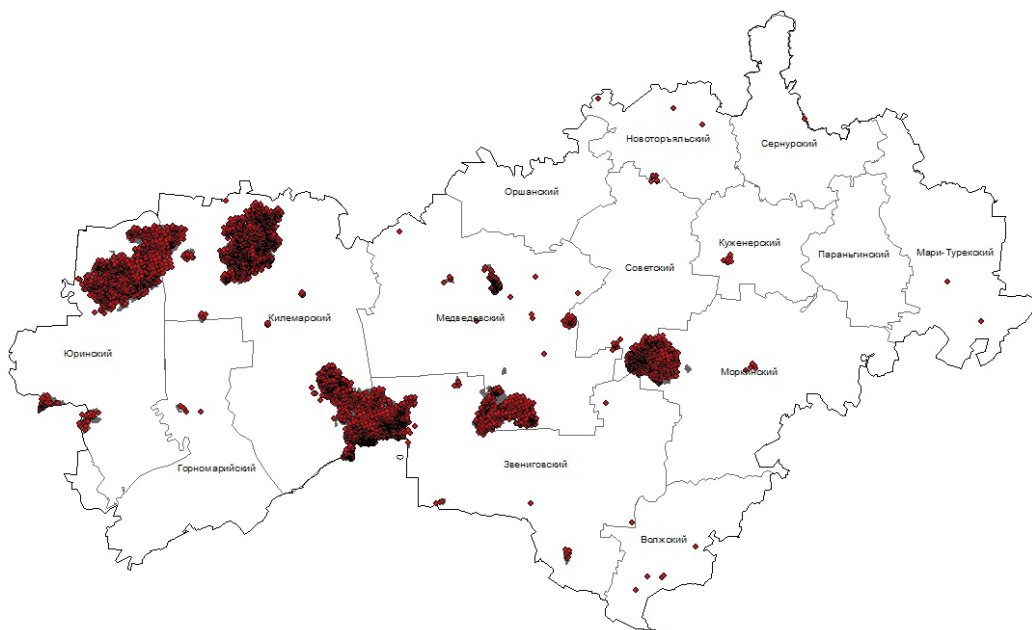 Новоторъяльский
Сернурский
Оршанский
Куженерский
Параньгинский
Мари-Турекский
Советский
Килемарский
Медведевский
Юринский
Моркинский
Горномарийский
Звениговский
Волжский